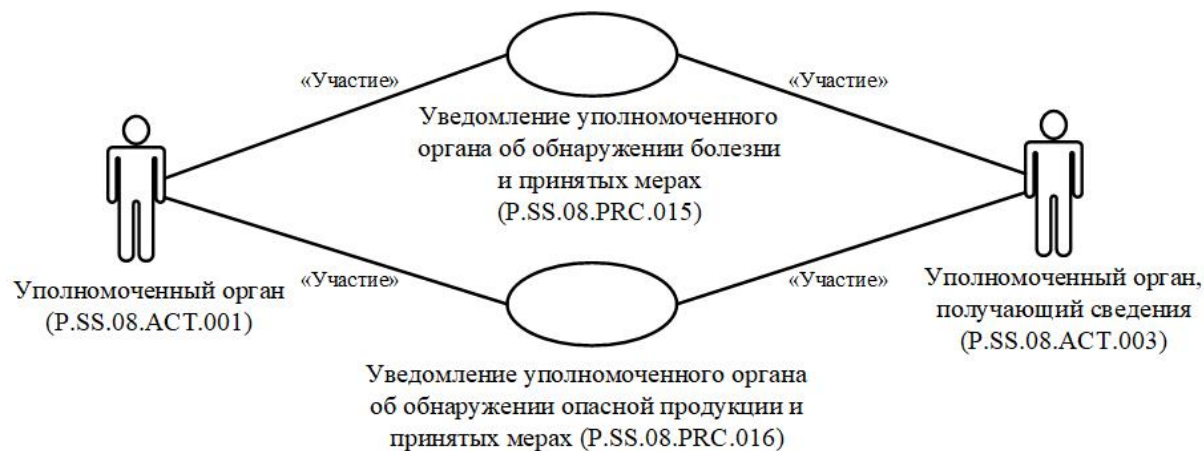 «Участие»
«Участие»
Уведомление уполномоченного
органа об обнаружении болезни
и принятых мерах
(P.SS.08.PRC.015)
«Участие»
«Участие»
Уполномоченный орган
(P.SS.08.ACT.001)
Уполномоченный орган,
получающий сведения
(P.SS.08.ACT.003)
Уведомление уполномоченного органа
об обнаружении опасной продукции и
принятых мерах (P.SS.08.PRC.016)